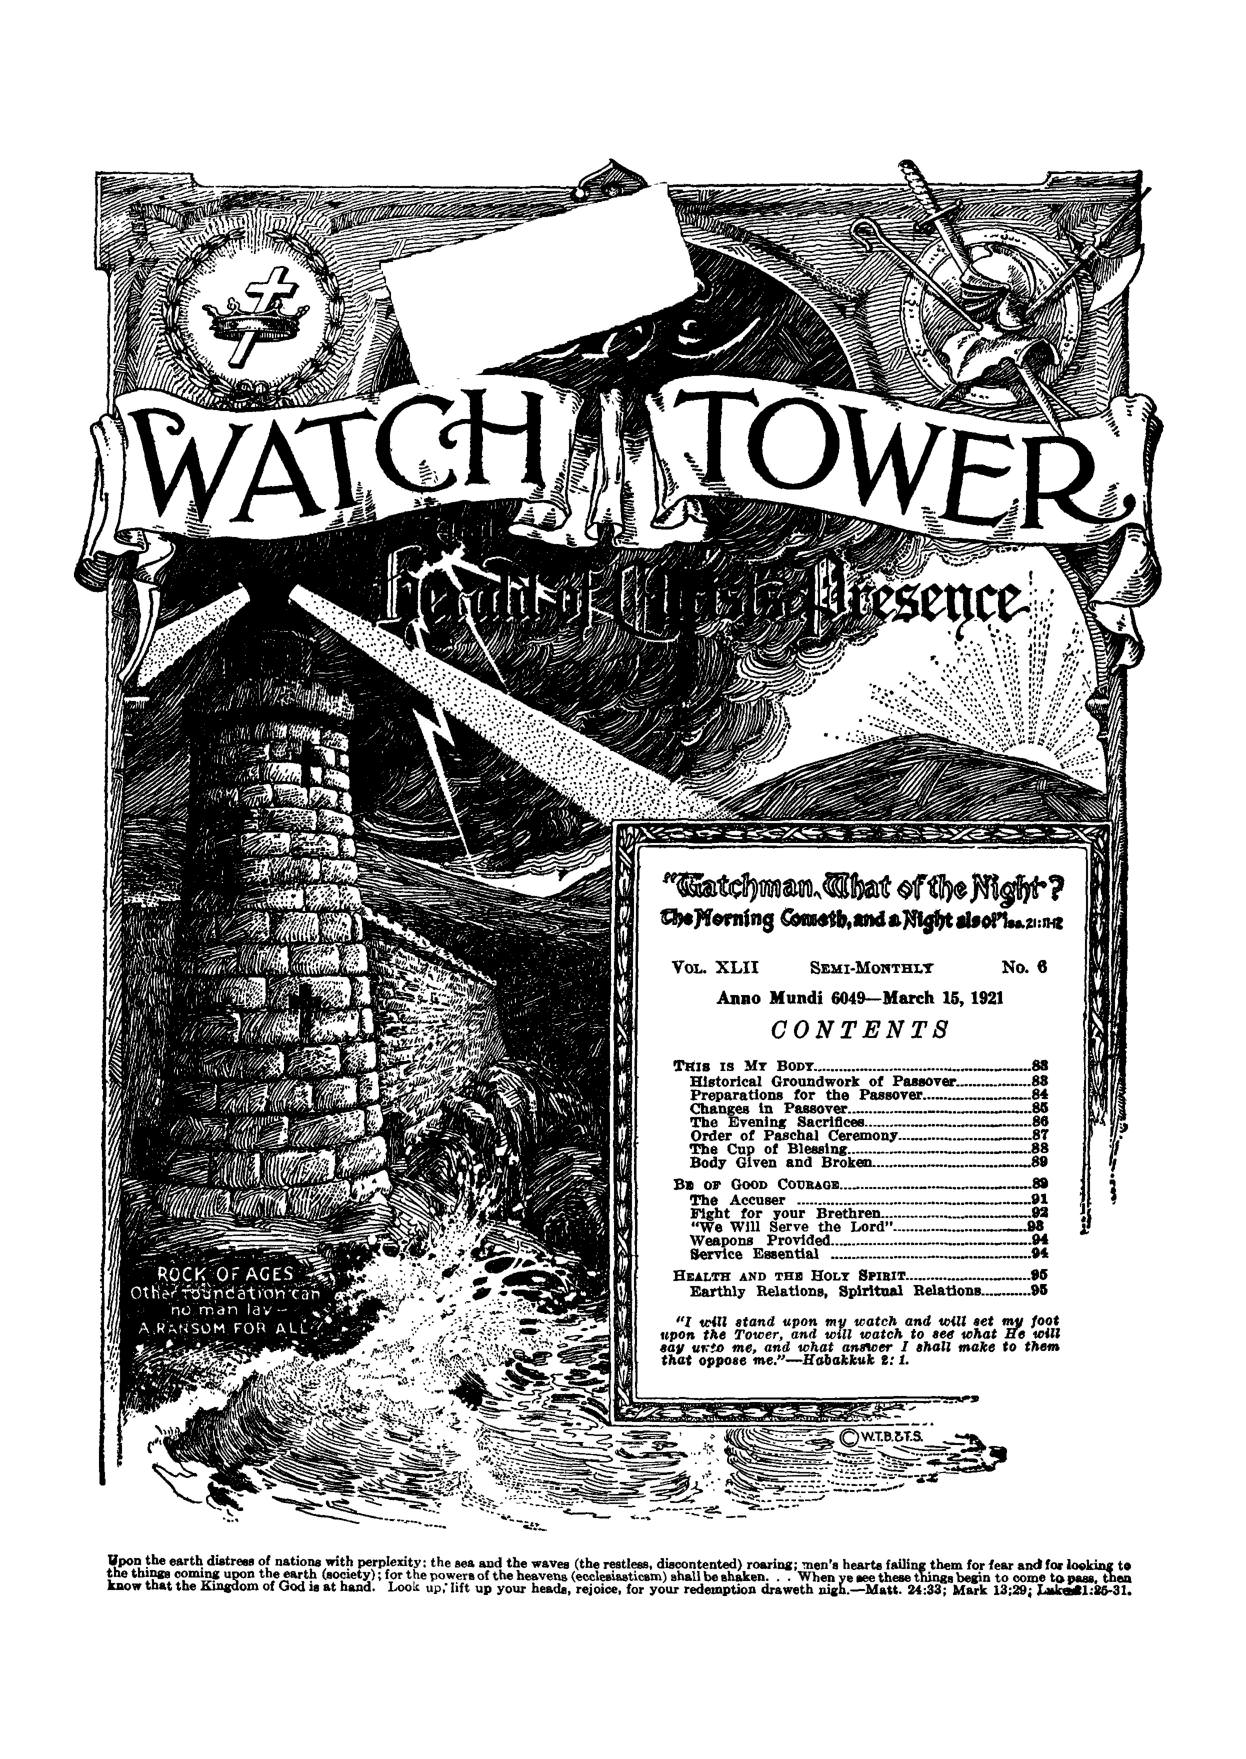 WATCH TOWER
Herald of Christ's Presence
"Watchman, What of the Night?
The Morning Cometh, and a Night also!" Isa. 21:11-12
VOL. XLII SEMI-MONTHLY No. 6
Anno Mundi 6049—March 15, 1921
CONTENTS
THIS IS MY BODY 83
Historical Groundwork of Passover 83
Preparations for the Passover 84
Changes in Passover 85
The Evening Sacrifices 86
Order of Paschal Ceremony 87
The Cup of Blessing 88
Body Given and Broken 89
BE OF GOOD COURAGE 89
The Accuser 91
Fight for your Brethren 92
"We Will Serve the Lord" 93
Weapons Provided 94
Service Essential 94
HEALTH AND THE HOLY SPIRIT 95
Earthly Relations, Spiritual Relations 95
"I will stand upon my watch and will set my foot
upon the Tower, and will watch to see what He will
say unto me, and what answer I shall make to them
that oppose me."—Habakkuk 2:1.
ROCK OF AGES
Other foundation can
no man lay—
A RANSOM FOR ALL
©W.T.B.&T.S.
Upon the earth distress of nations with perplexity; the sea and the waves (the restless, discontented) roaring; men's hearts failing them for fear and for looking to
the things coming upon the earth (society); for the powers of the heavens (ecclesiasticsm) shall be shaken. . . When ye see these things begin to come to pass, then
know that the Kingdom of God is at hand. Look up, lift up your heads, rejoice, for your redemption draweth nigh.—Matt. 24:33; Mark 13:29; Luke 21:25-31.